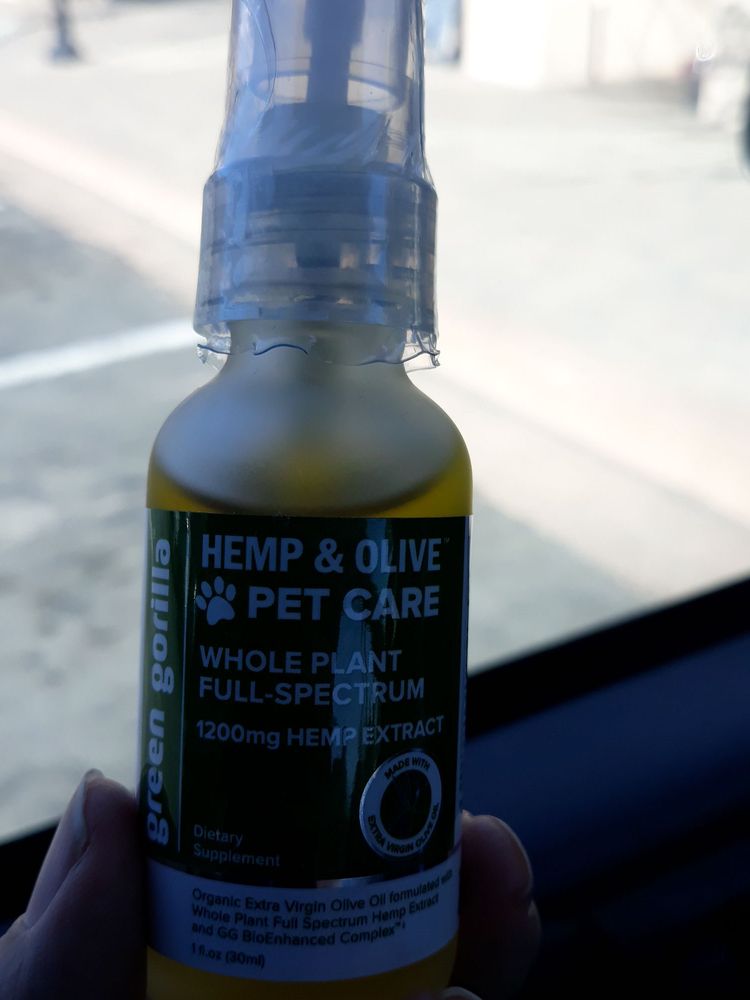 green gorilla
HEMP & OLIVE™
PET CARE
WHOLE PLANT
FULL-SPECTRUM
1200mg HEMP EXTRACT
MADE WITH
EXTRA VIRGIN OLIVE OIL
Dietary
Supplement
Organic Extra Virgin Olive Oil formulated with
Whole Plant Full Spectrum Hemp Extract
and GG BioEnhanced Complex™
1 fl.oz (30ml)